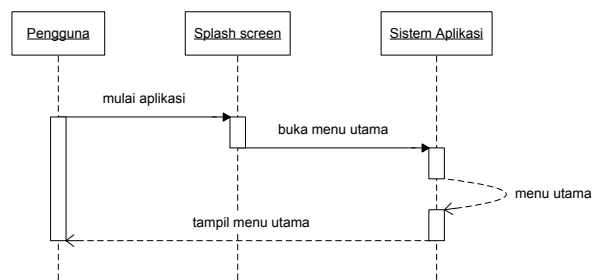 Pengguna
Splash screen
Sistem Aplikasi
mulai aplikasi
buka menu utama
menu utama
tampil menu utama